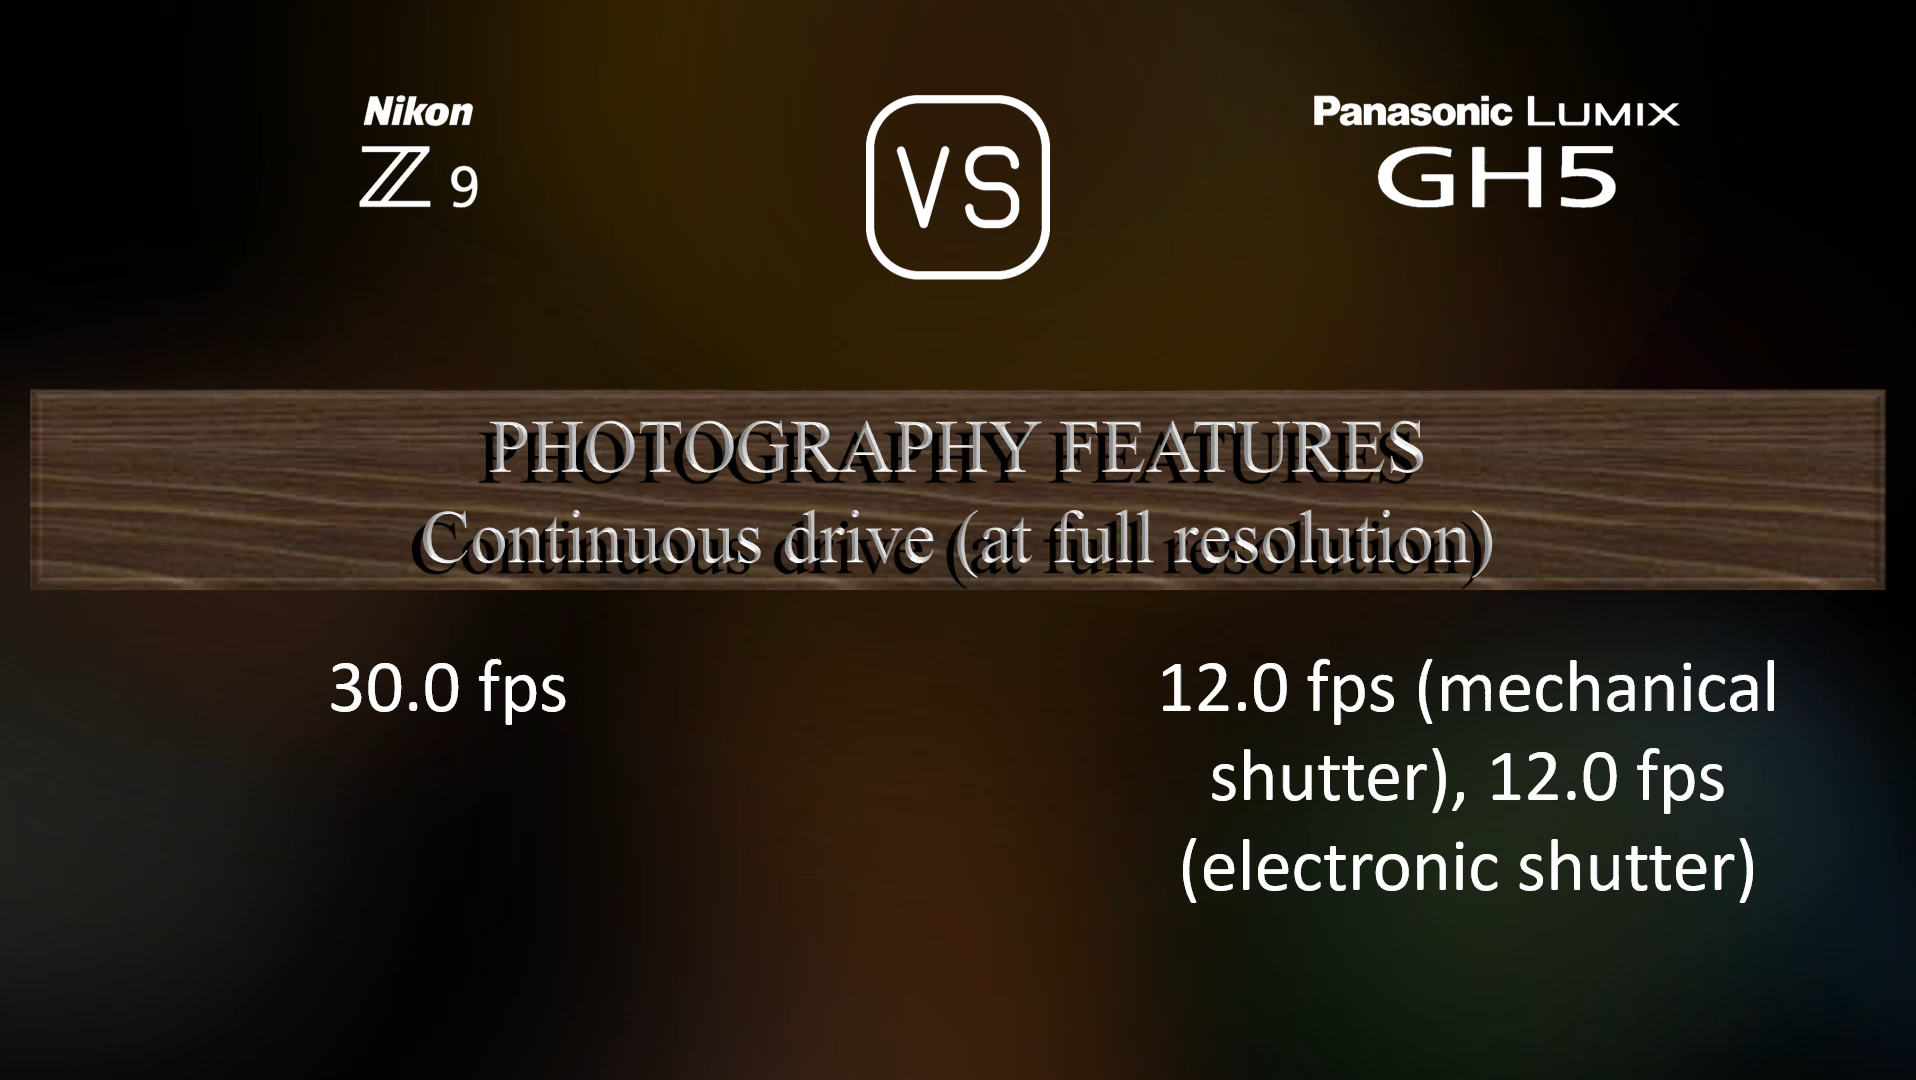 Nikon
Z 9
VS
Panasonic LUMIX
GH5
PHOTOGRAPHY FEATURES
Continuous drive (at full resolution)
30.0 fps
12.0 fps (mechanical
shutter), 12.0 fps
(electronic shutter)